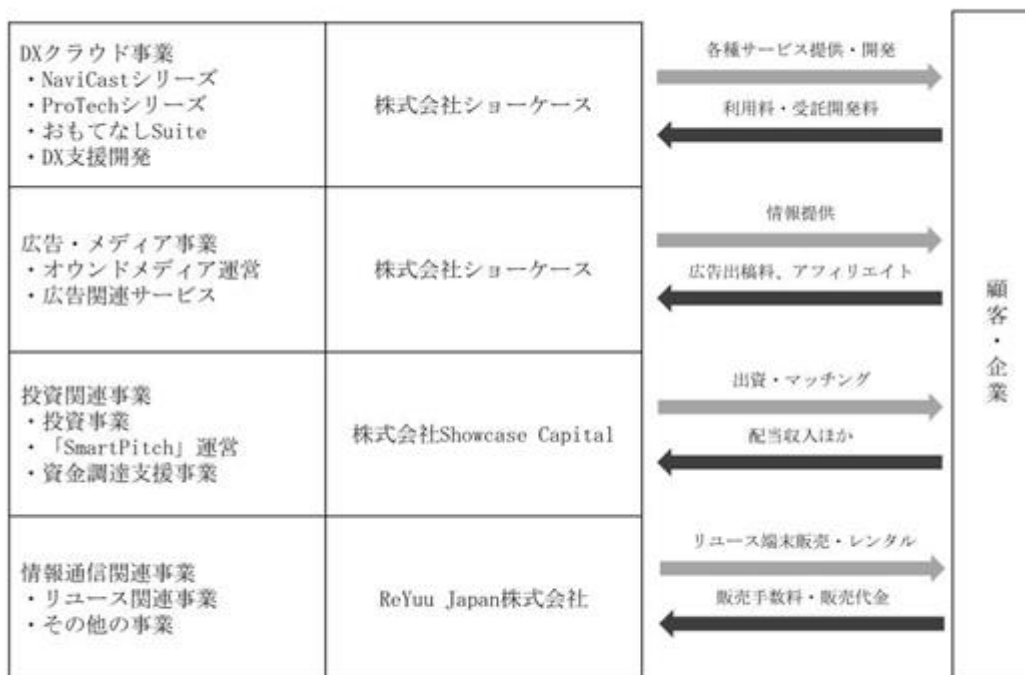 DXクラウド事業
・NaviCastシリーズ
・ProTechシリーズ
・おもてなしSuite
・DX支援開発
株式会社ショーケース
各種サービス提供・開発
利用料・受託開発料
広告・メディア事業
・オウンドメディア運営
・広告関連サービス
株式会社ショーケース
情報提供
広告出稿料、アフィリエイト
投資関連事業
・投資事業
・「SmartPitch」運営
・資金調達支援事業
株式会社Showcase Capital
出資・マッチング
配当収入ほか
情報通信関連事業
・リユース関連事業
・その他の事業
ReYuu Japan株式会社
リユース端末販売・レンタル
販売手数料・販売代金
顧客・企業